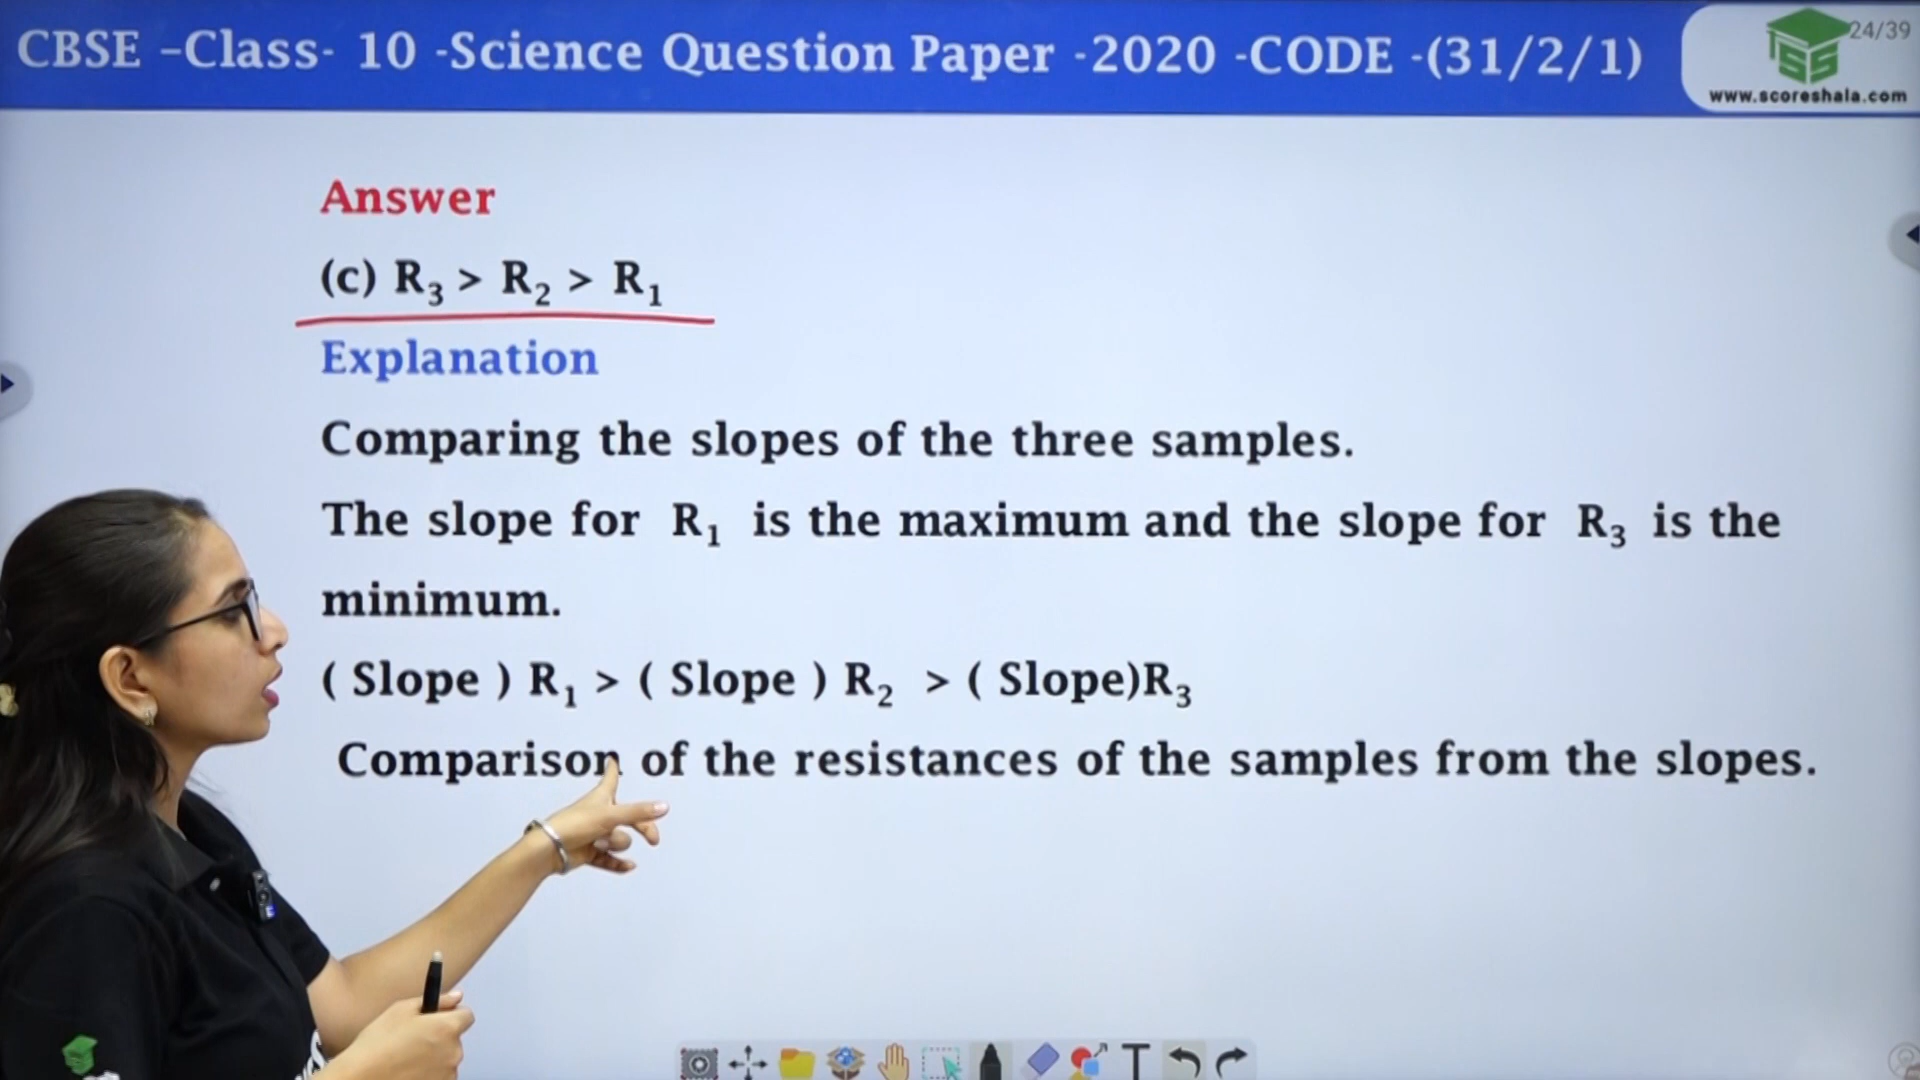 CBSE –Class- 10 -Science Question Paper -2020 -CODE -(31/2/1)
24/39
www.scoreshala.com
Answer
(c) R₃ > R₂ > R₁
Explanation
Comparing the slopes of the three samples.
The slope for R₁ is the maximum and the slope for R₃ is the
minimum.
( Slope ) R₁ > ( Slope ) R₂ > ( Slope)R₃
Comparison of the resistances of the samples from the slopes.
T